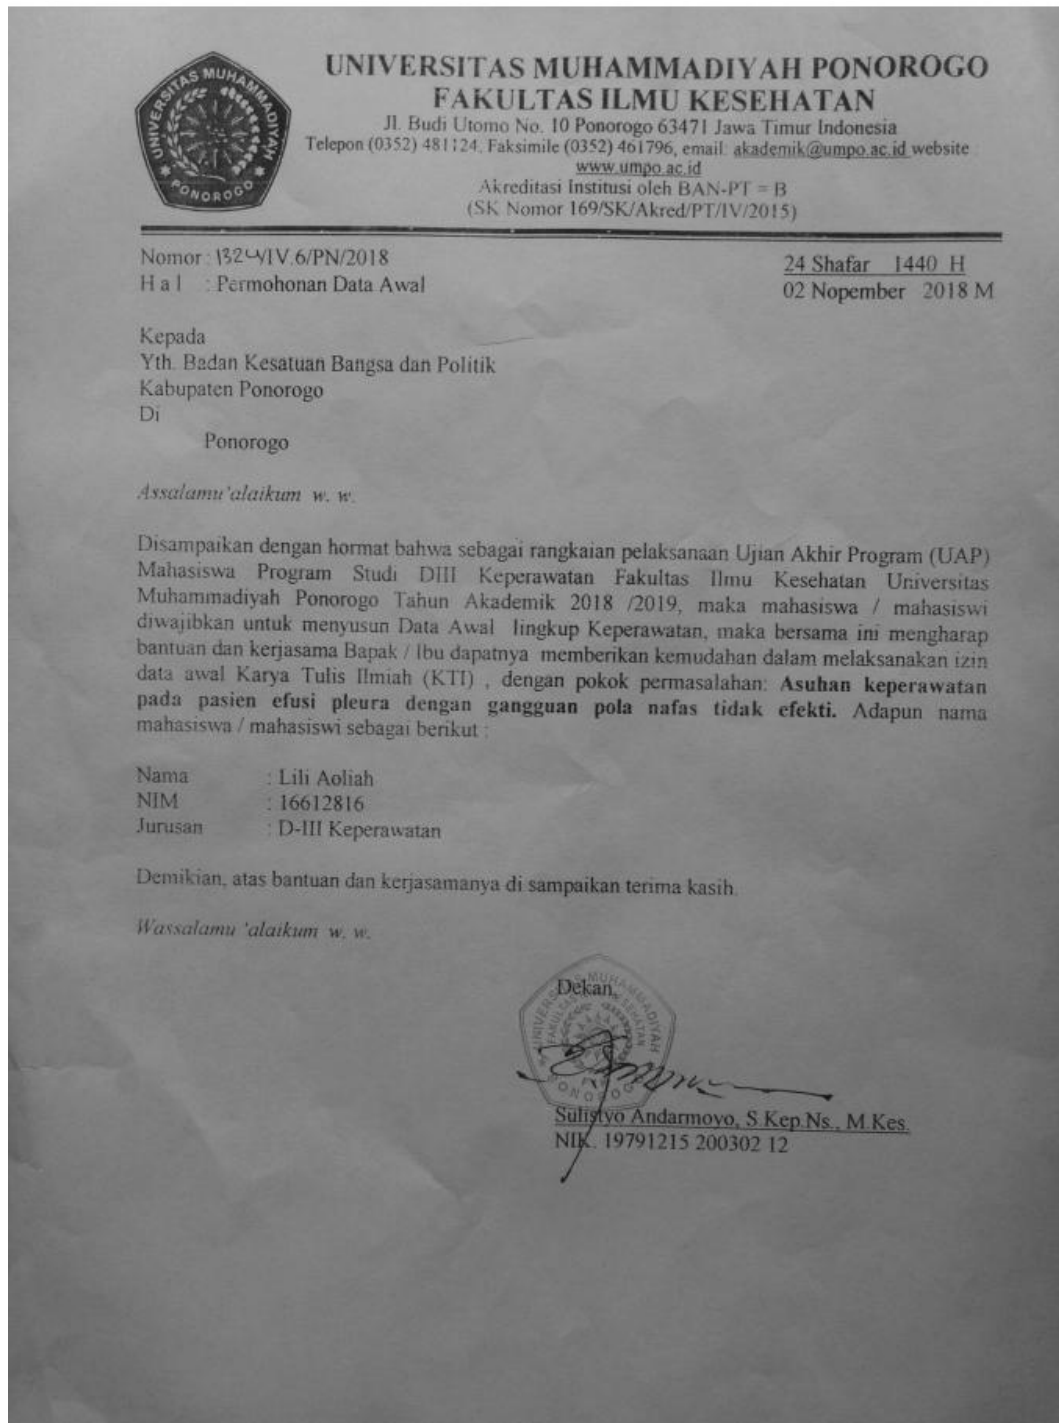 UNIVERSITAS MUHAMMADIYAH
PONOROGO
UNIVERSITAS MUHAMMADIYAH PONOROGO
FAKULTAS ILMU KESEHATAN
Jl. Budi Utomo No. 10 Ponorogo 63471 Jawa Timur Indonesia
Telepon (0352) 481124, Faksimile (0352) 461796, email: akademik@umpo.ac.id website :
www.umpo.ac.id
Akreditasi Institusi oleh BAN-PT = B
(SK Nomor 169/SK/Akred/PT/IV/2015)
Nomor : 1324/IV.6/PN/2018
H a l : Permohonan Data Awal
24 Shafar 1440 H
02 Nopember 2018 M
Kepada
Yth. Badan Kesatuan Bangsa dan Politik
Kabupaten Ponorogo
Di
Ponorogo
Assalamu'alaikum w. w.
Disampaikan dengan hormat bahwa sebagai rangkaian pelaksanaan Ujian Akhir Program (UAP)
Mahasiswa Program Studi DIII Keperawatan Fakultas Ilmu Kesehatan Universitas
Muhammadiyah Ponorogo Tahun Akademik 2018 /2019, maka mahasiswa / mahasiswi
diwajibkan untuk menyusun Data Awal lingkup Keperawatan, maka bersama ini mengharap
bantuan dan kerjasama Bapak / Ibu dapatnya memberikan kemudahan dalam melaksanakan izin
data awal Karya Tulis Ilmiah (KTI) , dengan pokok permasalahan: Asuhan keperawatan
pada pasien efusi pleura dengan gangguan pola nafas tidak efekti. Adapun nama
mahasiswa / mahasiswi sebagai berikut :
Nama : Lili Aoliah
NIM : 16612816
Jurusan : D-III Keperawatan
Demikian, atas bantuan dan kerjasamanya di sampaikan terima kasih.
Wassalamu 'alaikum w. w.
Dekan,
UNIVERSITAS MUHAMMADIYAH
FAKULTAS ILMU KESEHATAN
PONOROGO
Sulistyo Andarmoyo, S.Kep.Ns., M.Kes.
NIK. 19791215 200302 12